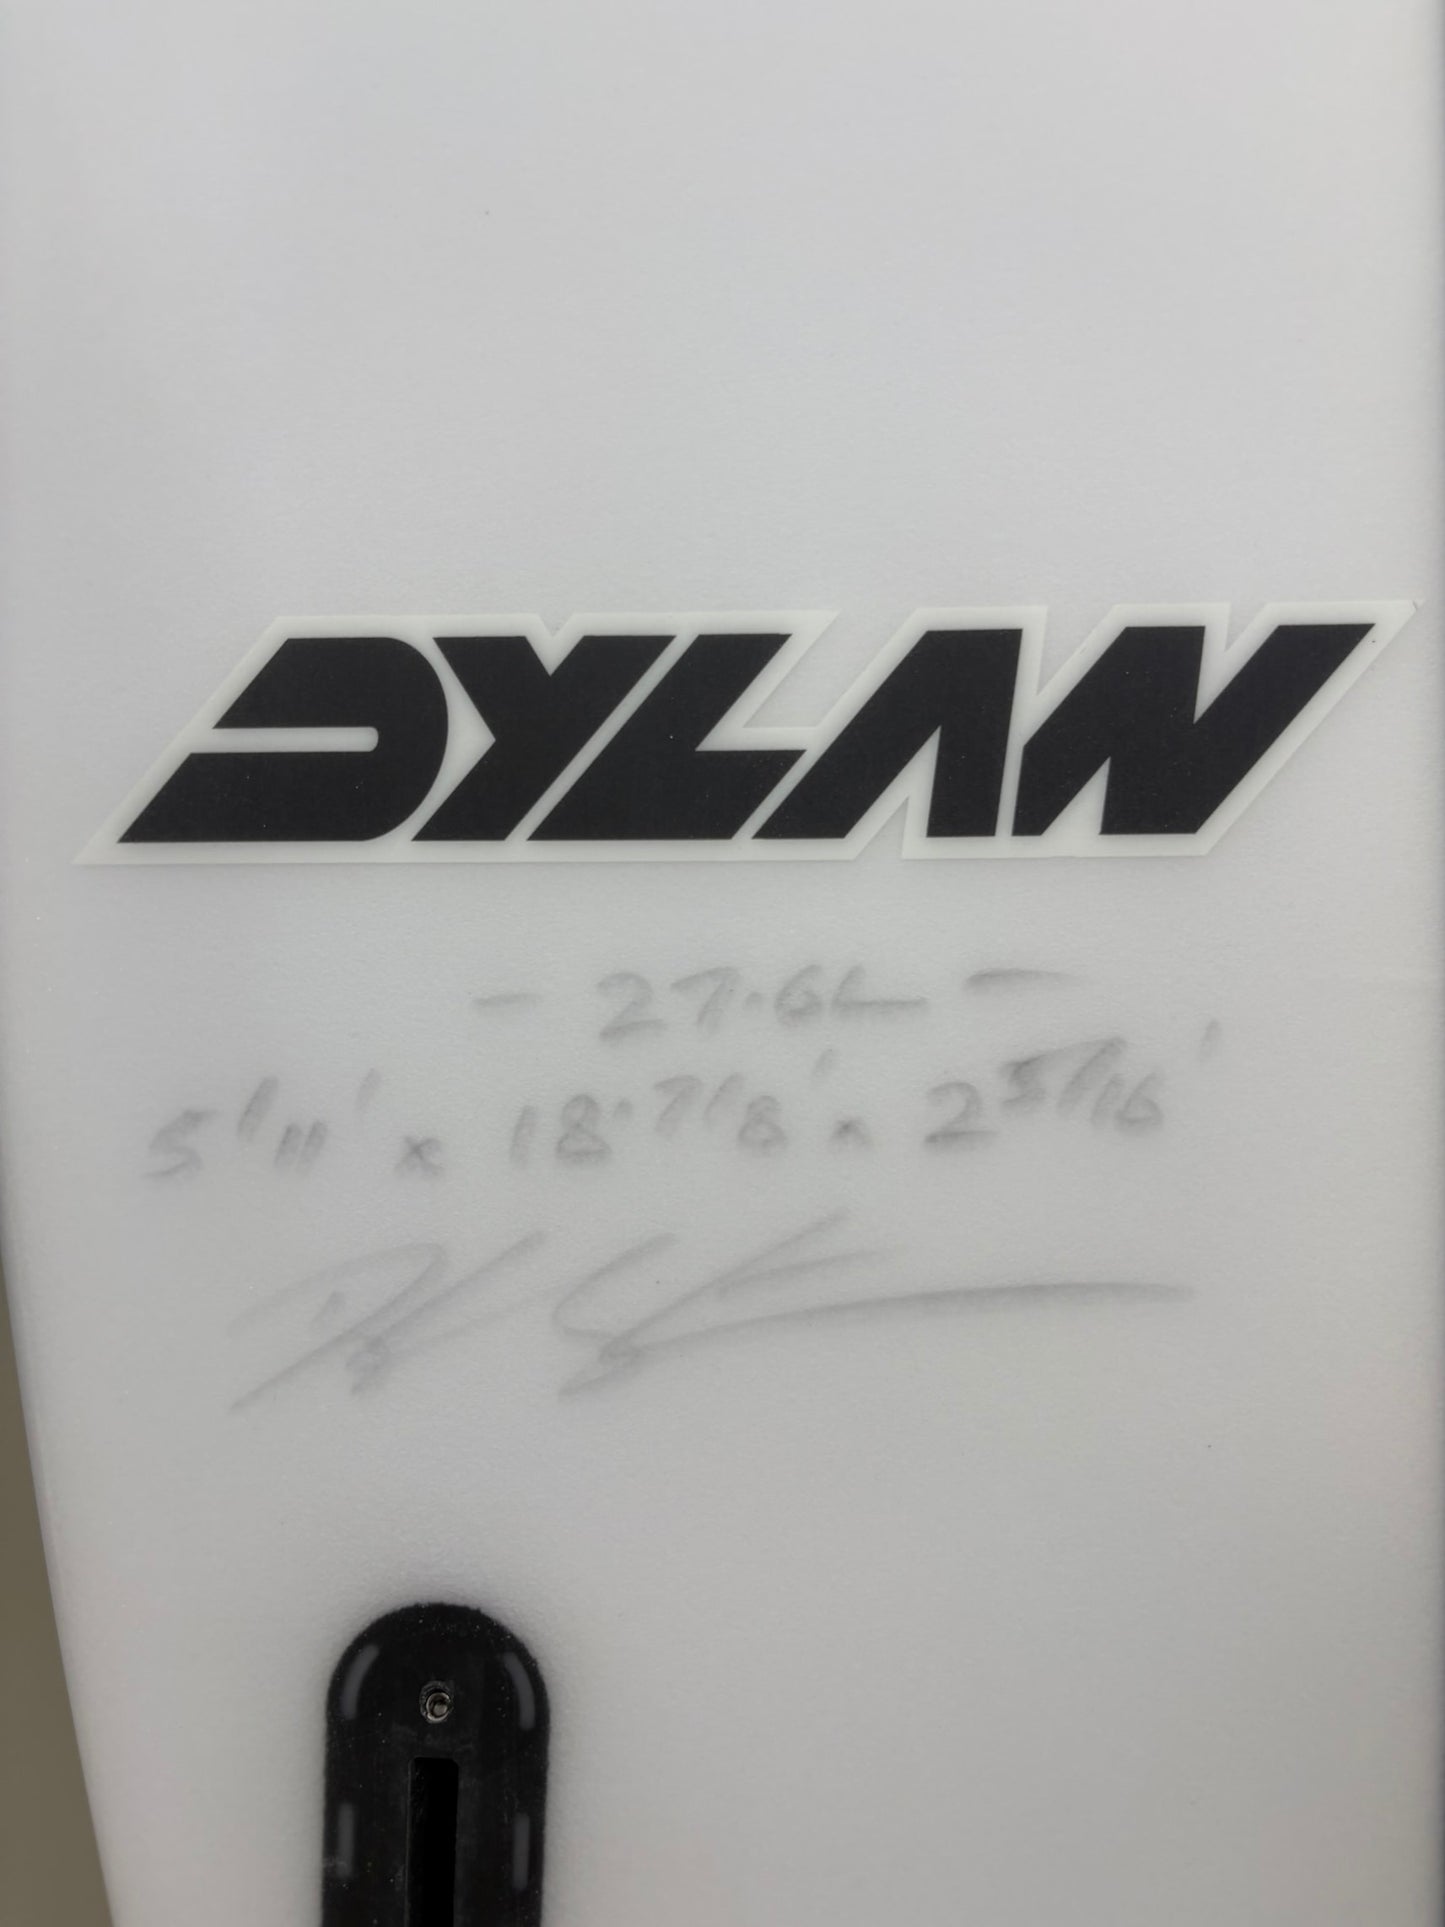 DYLAN
- 27.6L -
5'11' x 18.7/8' x 2 5/16'